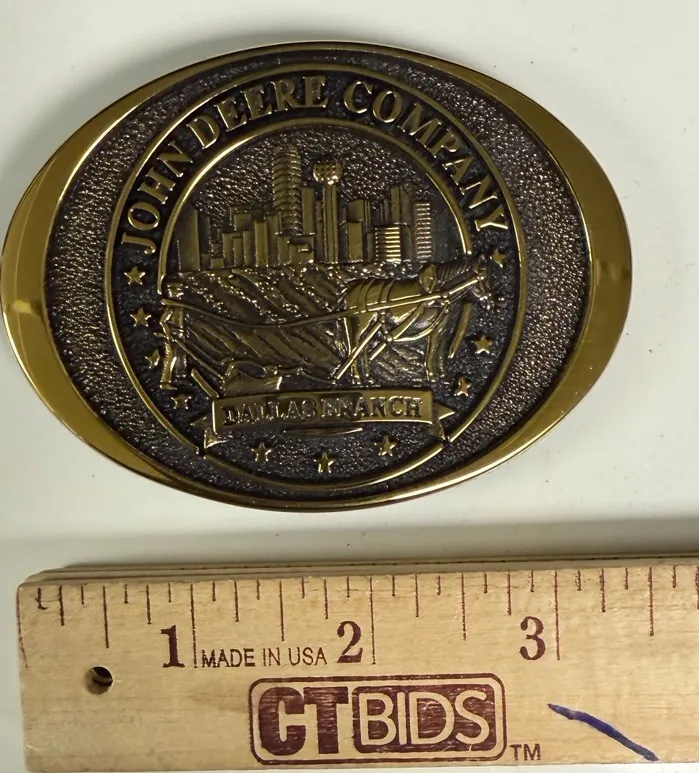 JOHN DEERE COMPANY
DALLAS BRANCH
1 MADE IN USA 2 3
CTBIDS TM